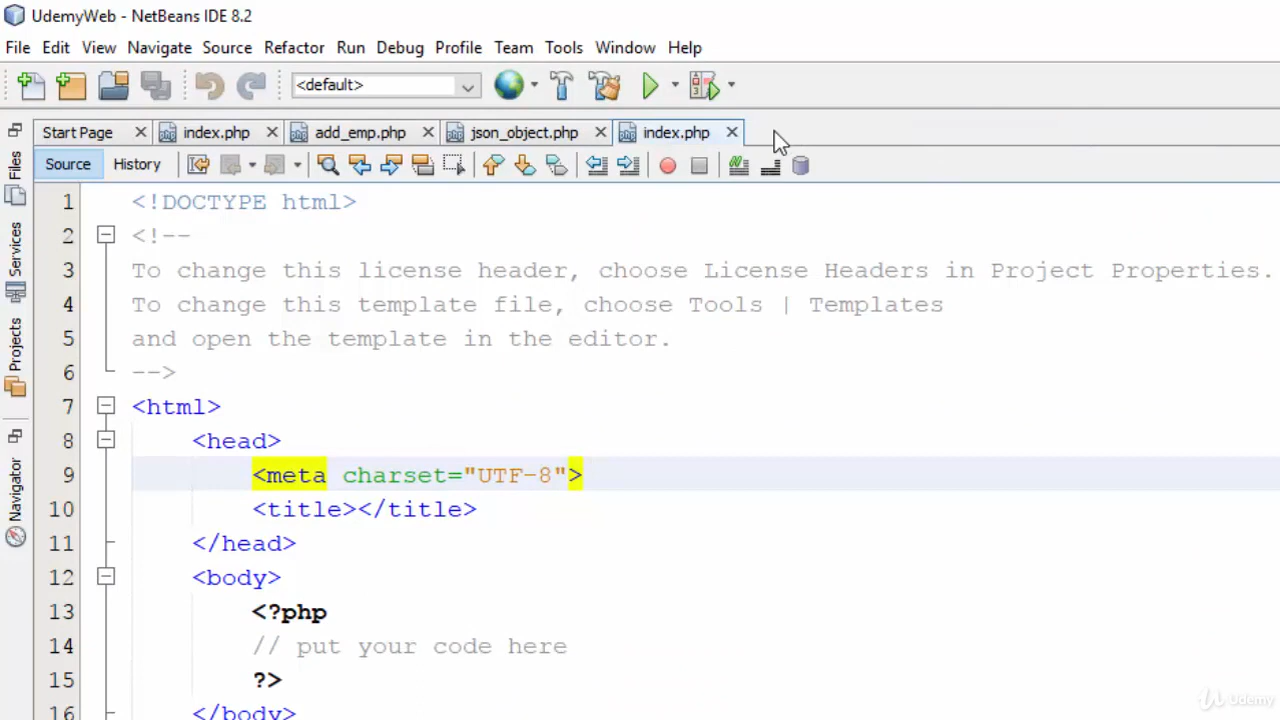 UdemyWeb - NetBeans IDE 8.2
File Edit View Navigate Source Refactor Run Debug Profile Team Tools Window Help
<default>
Start Page index.php add_emp.php json_object.php index.php
Source History
Files
Services
Projects
Navigator
1 <!DOCTYPE html>
2 <!--
3 To change this license header, choose License Headers in Project Properties.
4 To change this template file, choose Tools | Templates
5 and open the template in the editor.
6 -->
7 <html>
8 <head>
9 <meta charset="UTF-8">
10 <title></title>
11 </head>
12 <body>
13 <?php
14 // put your code here
15 ?>
16 </body>
Udemy